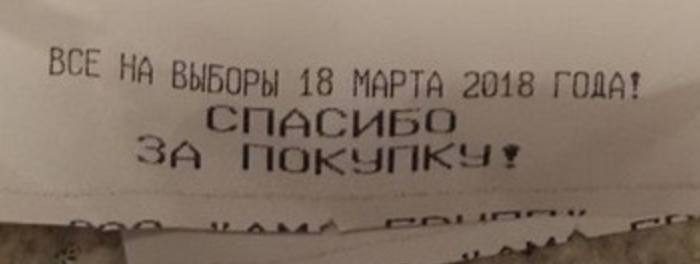 ВСЕ НА ВЫБОРЫ 18 МАРТА 2018 ГОДА!
СПАСИБО
ЗА ПОКУПКУ!